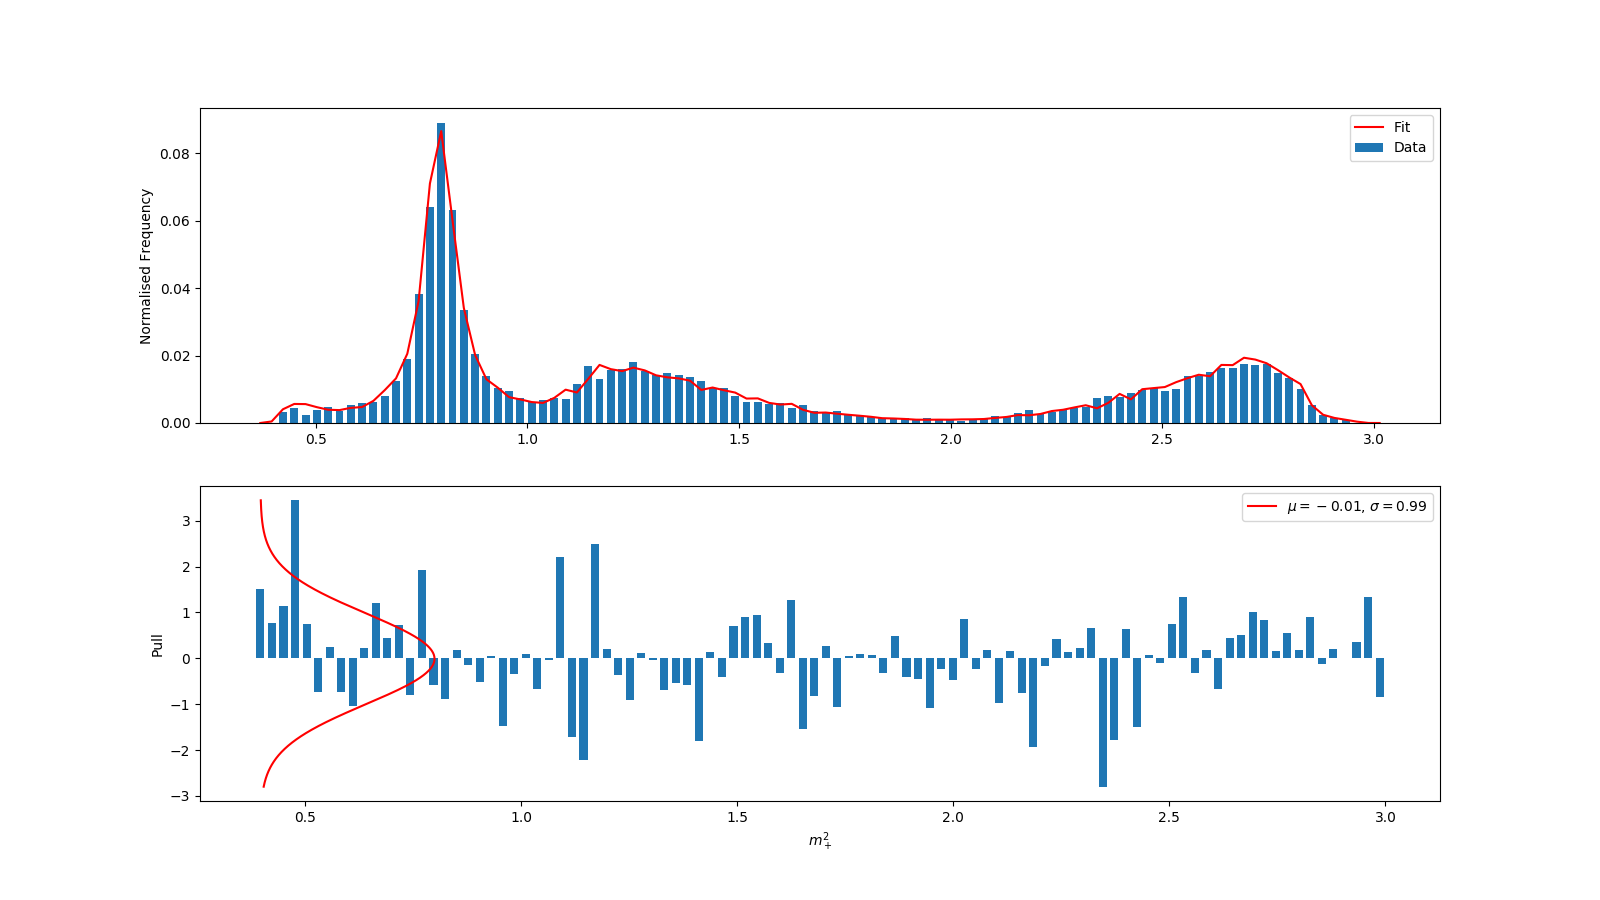 Normalised Frequency
0.08
0.06
0.04
0.02
0.00
Fit
Data
0.5 1.0 1.5 2.0 2.5 3.0
Pull
3
2
1
0
−1
−2
−3
μ = −0.01, σ = 0.99
0.5 1.0 1.5 2.0 2.5 3.0
m²₊